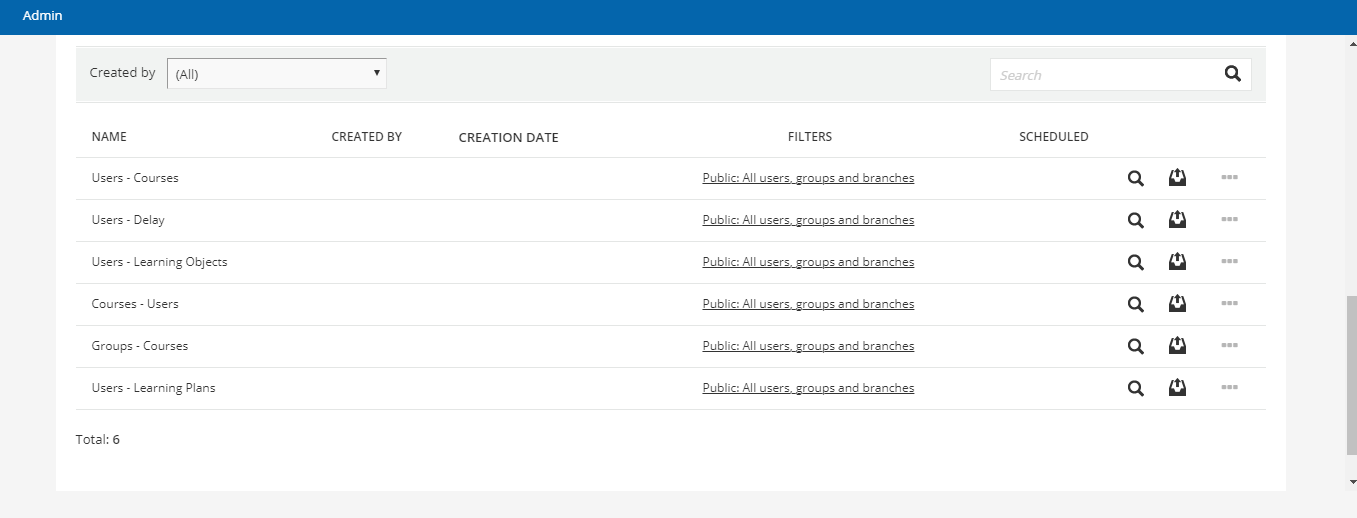 Admin
Created by (All) Search
NAME CREATED BY CREATION DATE FILTERS SCHEDULED
Users - Courses Public: All users, groups and branches
Users - Delay Public: All users, groups and branches
Users - Learning Objects Public: All users, groups and branches
Courses - Users Public: All users, groups and branches
Groups - Courses Public: All users, groups and branches
Users - Learning Plans Public: All users, groups and branches
Total: 6